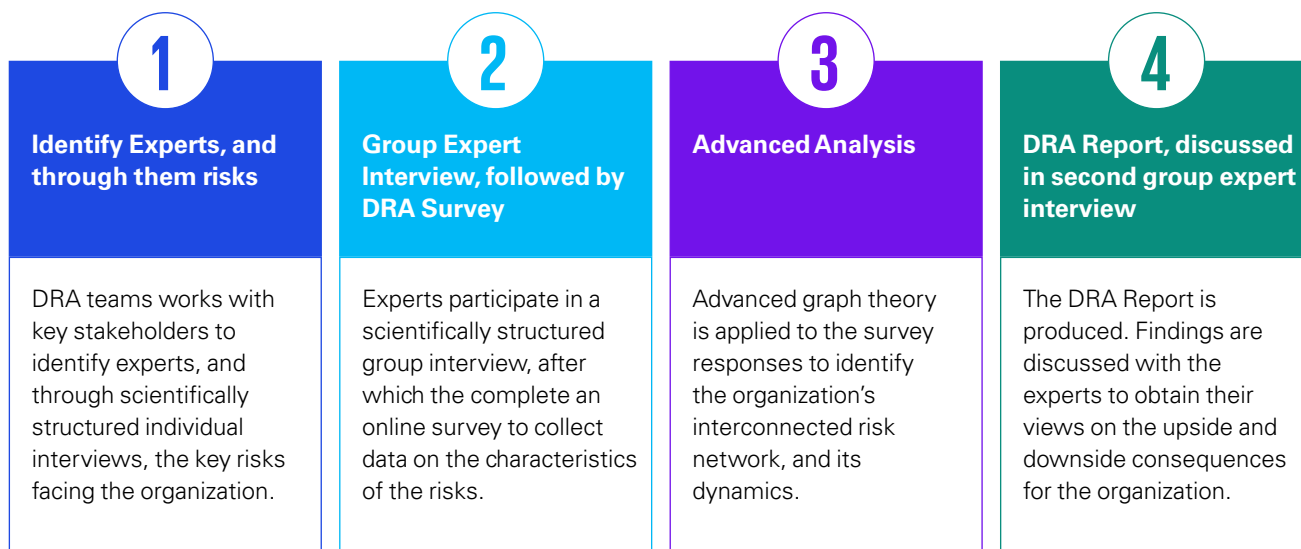 1
Identify Experts, and
through them risks
DRA teams works with
key stakeholders to
identify experts, and
through scientifically
structured individual
interviews, the key risks
facing the organization.
2
Group Expert
Interview, followed by
DRA Survey
Experts participate in a
scientifically structured
group interview, after
which the complete an
online survey to collect
data on the characteristics
of the risks.
3
Advanced Analysis
Advanced graph theory
is applied to the survey
responses to identify
the organization’s
interconnected risk
network, and its
dynamics.
4
DRA Report, discussed
in second group expert
interview
The DRA Report is
produced. Findings are
discussed with the
experts to obtain their
views on the upside and
downside consequences
for the organization.